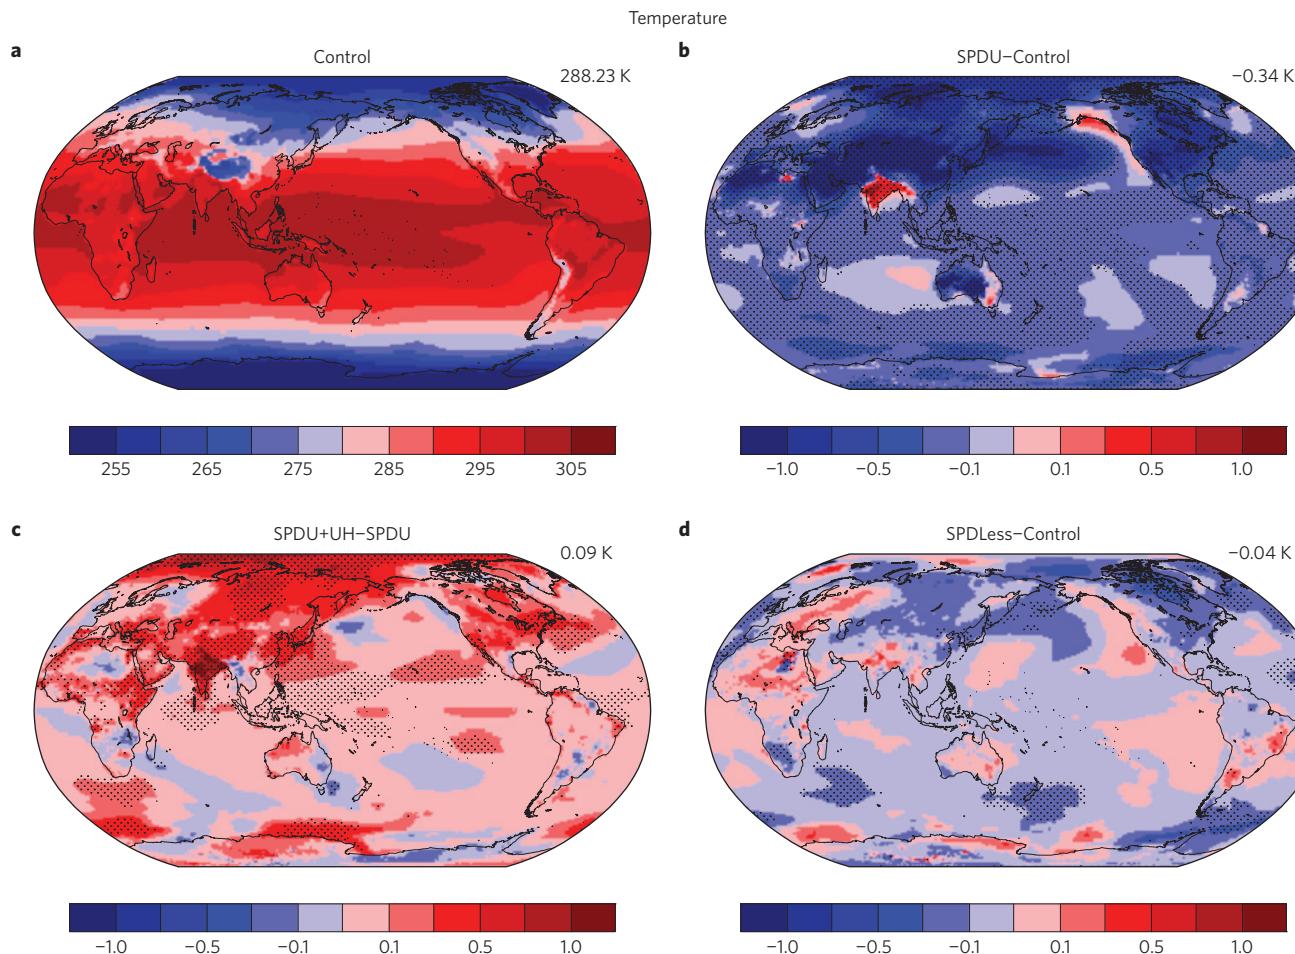 Temperature
a
Control
288.23 K
b
SPDU−Control
−0.34 K
255 265 275 285 295 305
−1.0 −0.5 −0.1 0.1 0.5 1.0
c
SPDU+UH−SPDU
0.09 K
d
SPDLess−Control
−0.04 K
−1.0 −0.5 −0.1 0.1 0.5 1.0
−1.0 −0.5 −0.1 0.1 0.5 1.0